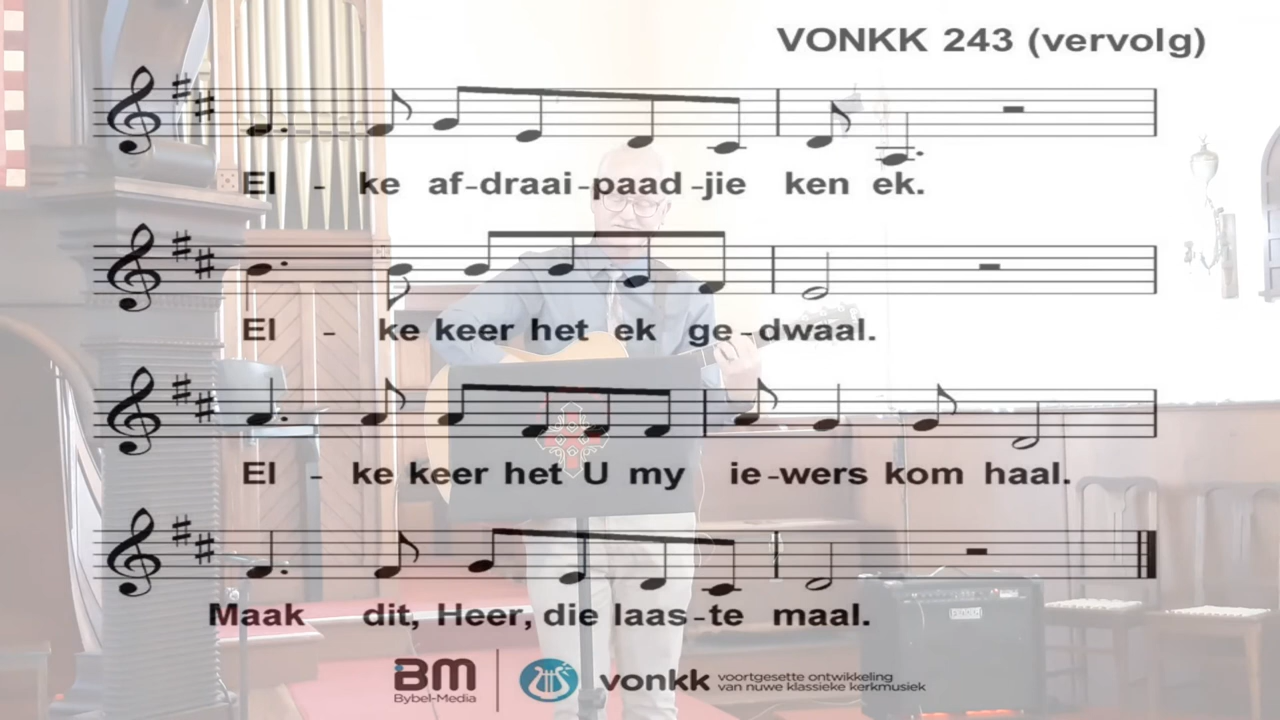 VONKK 243 (vervolg)
El - ke af-draai-paad-jie ken ek.
El - ke keer het ek ge-dwaal.
El - ke keer het U my ie-wers kom haal.
Maak dit, Heer, die laas-te maal.
BM
Bybel-Media
vonkk
voortgesette ontwikkeling
van nuwe klassieke kerkmusiek